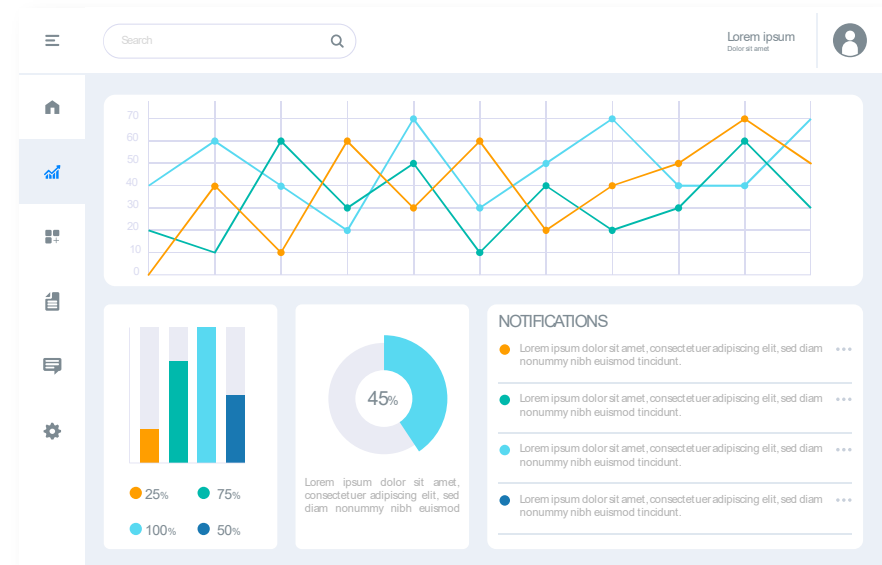 Search
Lorem ipsum
Dolor sit amet
70
60
50
40
30
20
10
0
25%
75%
100%
50%
45%
Lorem ipsum dolor sit amet,
consectetuer adipiscing elit, sed
diam nonummy nibh euismod
NOTIFICATIONS
Lorem ipsum dolor sit amet, consectetuer adipiscing elit, sed diam
nonummy nibh euismod tincidunt.
Lorem ipsum dolor sit amet, consectetuer adipiscing elit, sed diam
nonummy nibh euismod tincidunt.
Lorem ipsum dolor sit amet, consectetuer adipiscing elit, sed diam
nonummy nibh euismod tincidunt.
Lorem ipsum dolor sit amet, consectetuer adipiscing elit, sed diam
nonummy nibh euismod tincidunt.